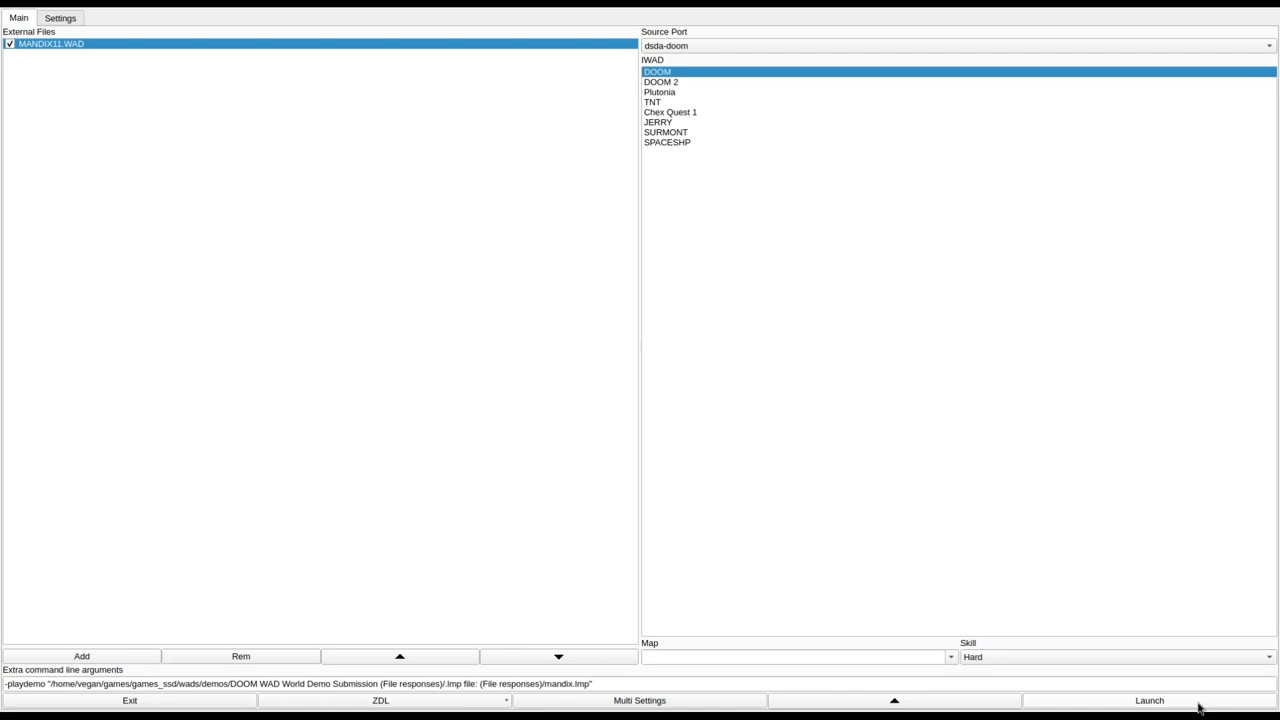 Main Settings
External Files
MANDIX11.WAD
Source Port
dsda-doom
IWAD
DOOM
DOOM 2
Plutonia
TNT
Chex Quest 1
JERRY
SURMONT
SPACESHP
Map Skill
Hard
Add Rem
Extra command line arguments
-playdemo "/home/vegan/games/games_ssd/wads/demos/DOOM WAD World Demo Submission (File responses)/.lmp file: (File responses)/mandix.lmp"
Exit ZDL Multi Settings Launch